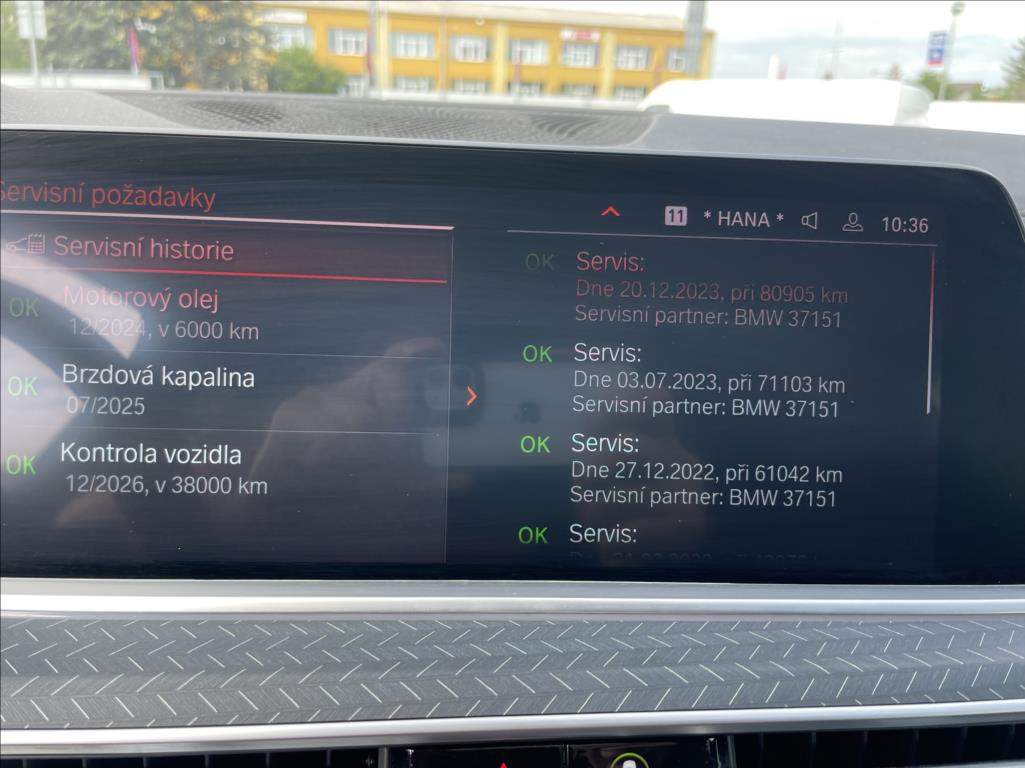 Servisní požadavky
Servisní historie
OK Motorový olej
12/2024, v 6000 km
OK Brzdová kapalina
07/2025
OK Kontrola vozidla
12/2026, v 38000 km
11 * HANA * 10:36
OK Servis:
Dne 20.12.2023, při 80905 km
Servisní partner: BMW 37151
OK Servis:
Dne 03.07.2023, při 71103 km
Servisní partner: BMW 37151
OK Servis:
Dne 27.12.2022, při 61042 km
Servisní partner: BMW 37151
OK Servis: